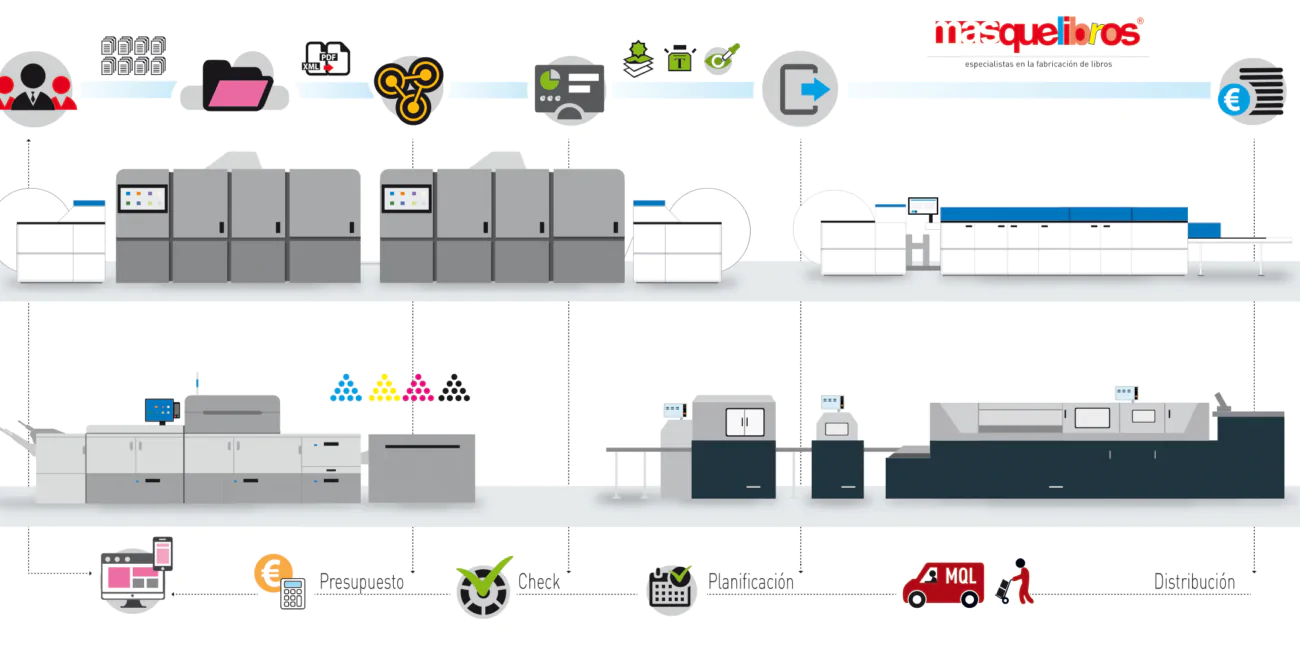 masquelibros®
especialistas en la fabricación de libros
PDF
XML
T
C
€
€
Presupuesto
Check
Planificación
MQL
Distribución